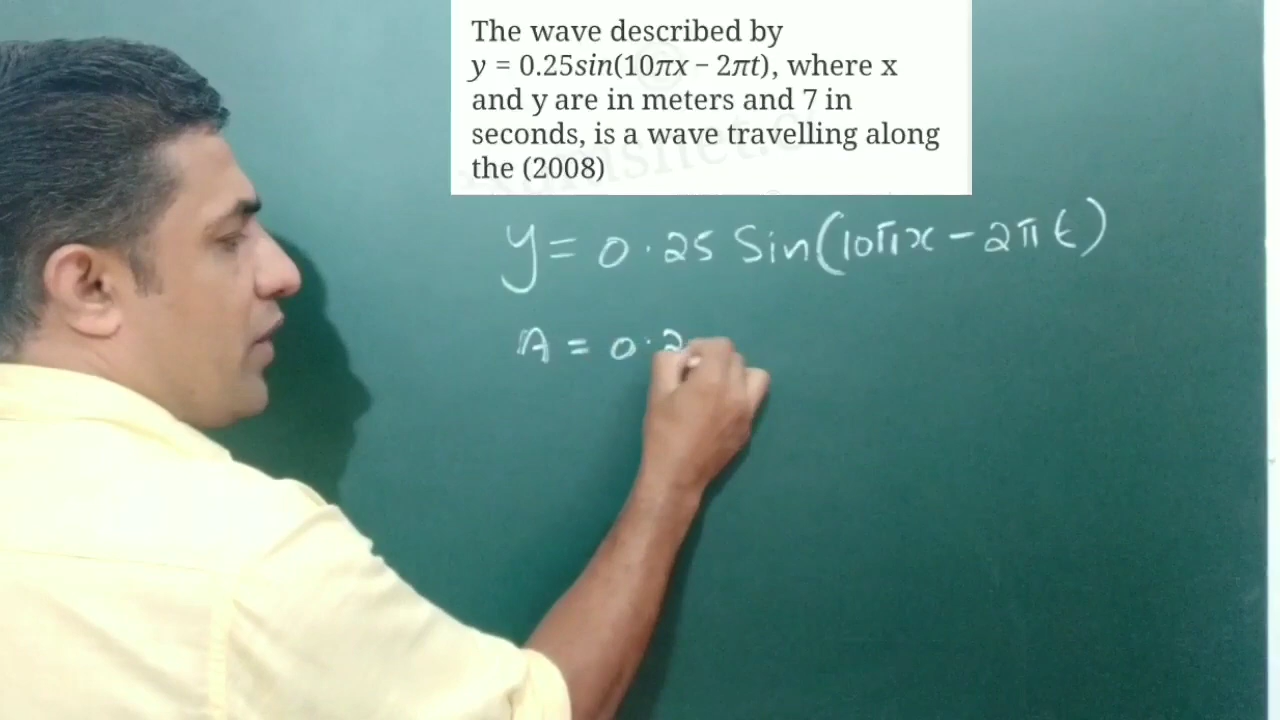 The wave described by
y = 0.25sin(10πx − 2πt), where x
and y are in meters and 7 in
seconds, is a wave travelling along
the (2008)
y = 0.25 Sin(10πx − 2πt)
A = 0.2